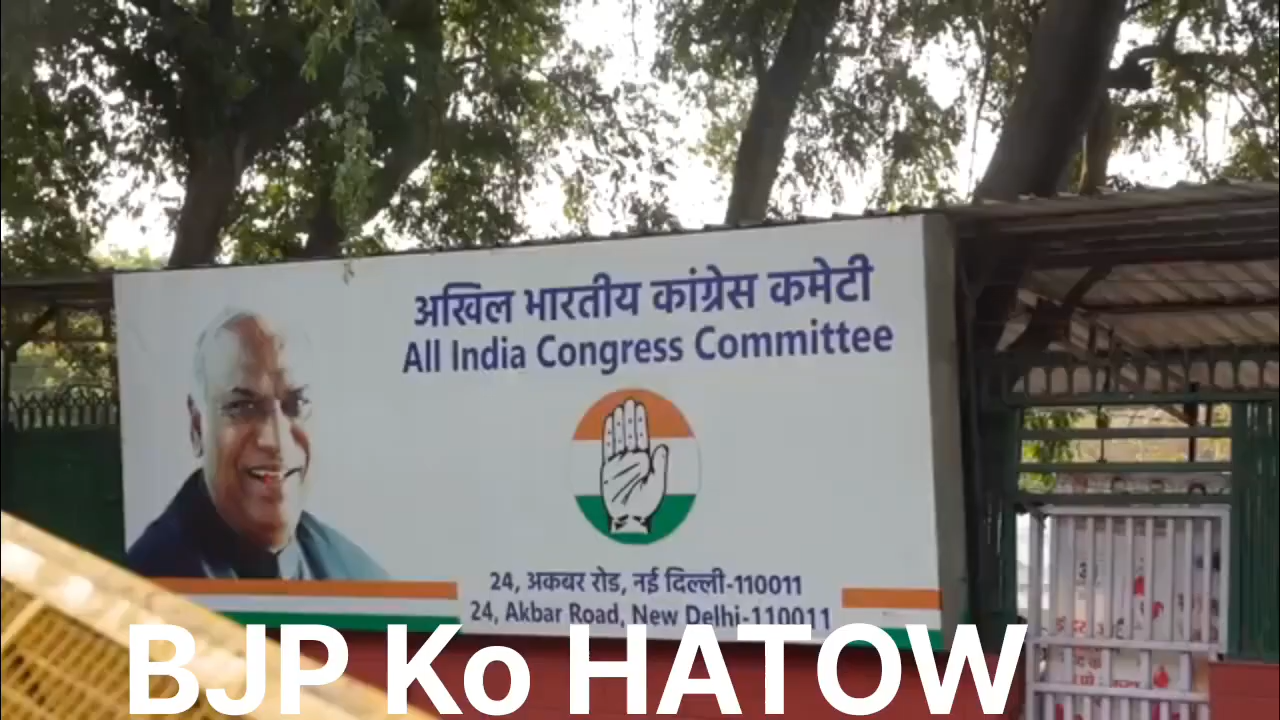 अखिल भारतीय कांग्रेस कमेटी
All India Congress Committee
24, अकबर रोड, नई दिल्ली-110011
24, Akbar Road, New Delhi-110011
BJP Ko HATOW